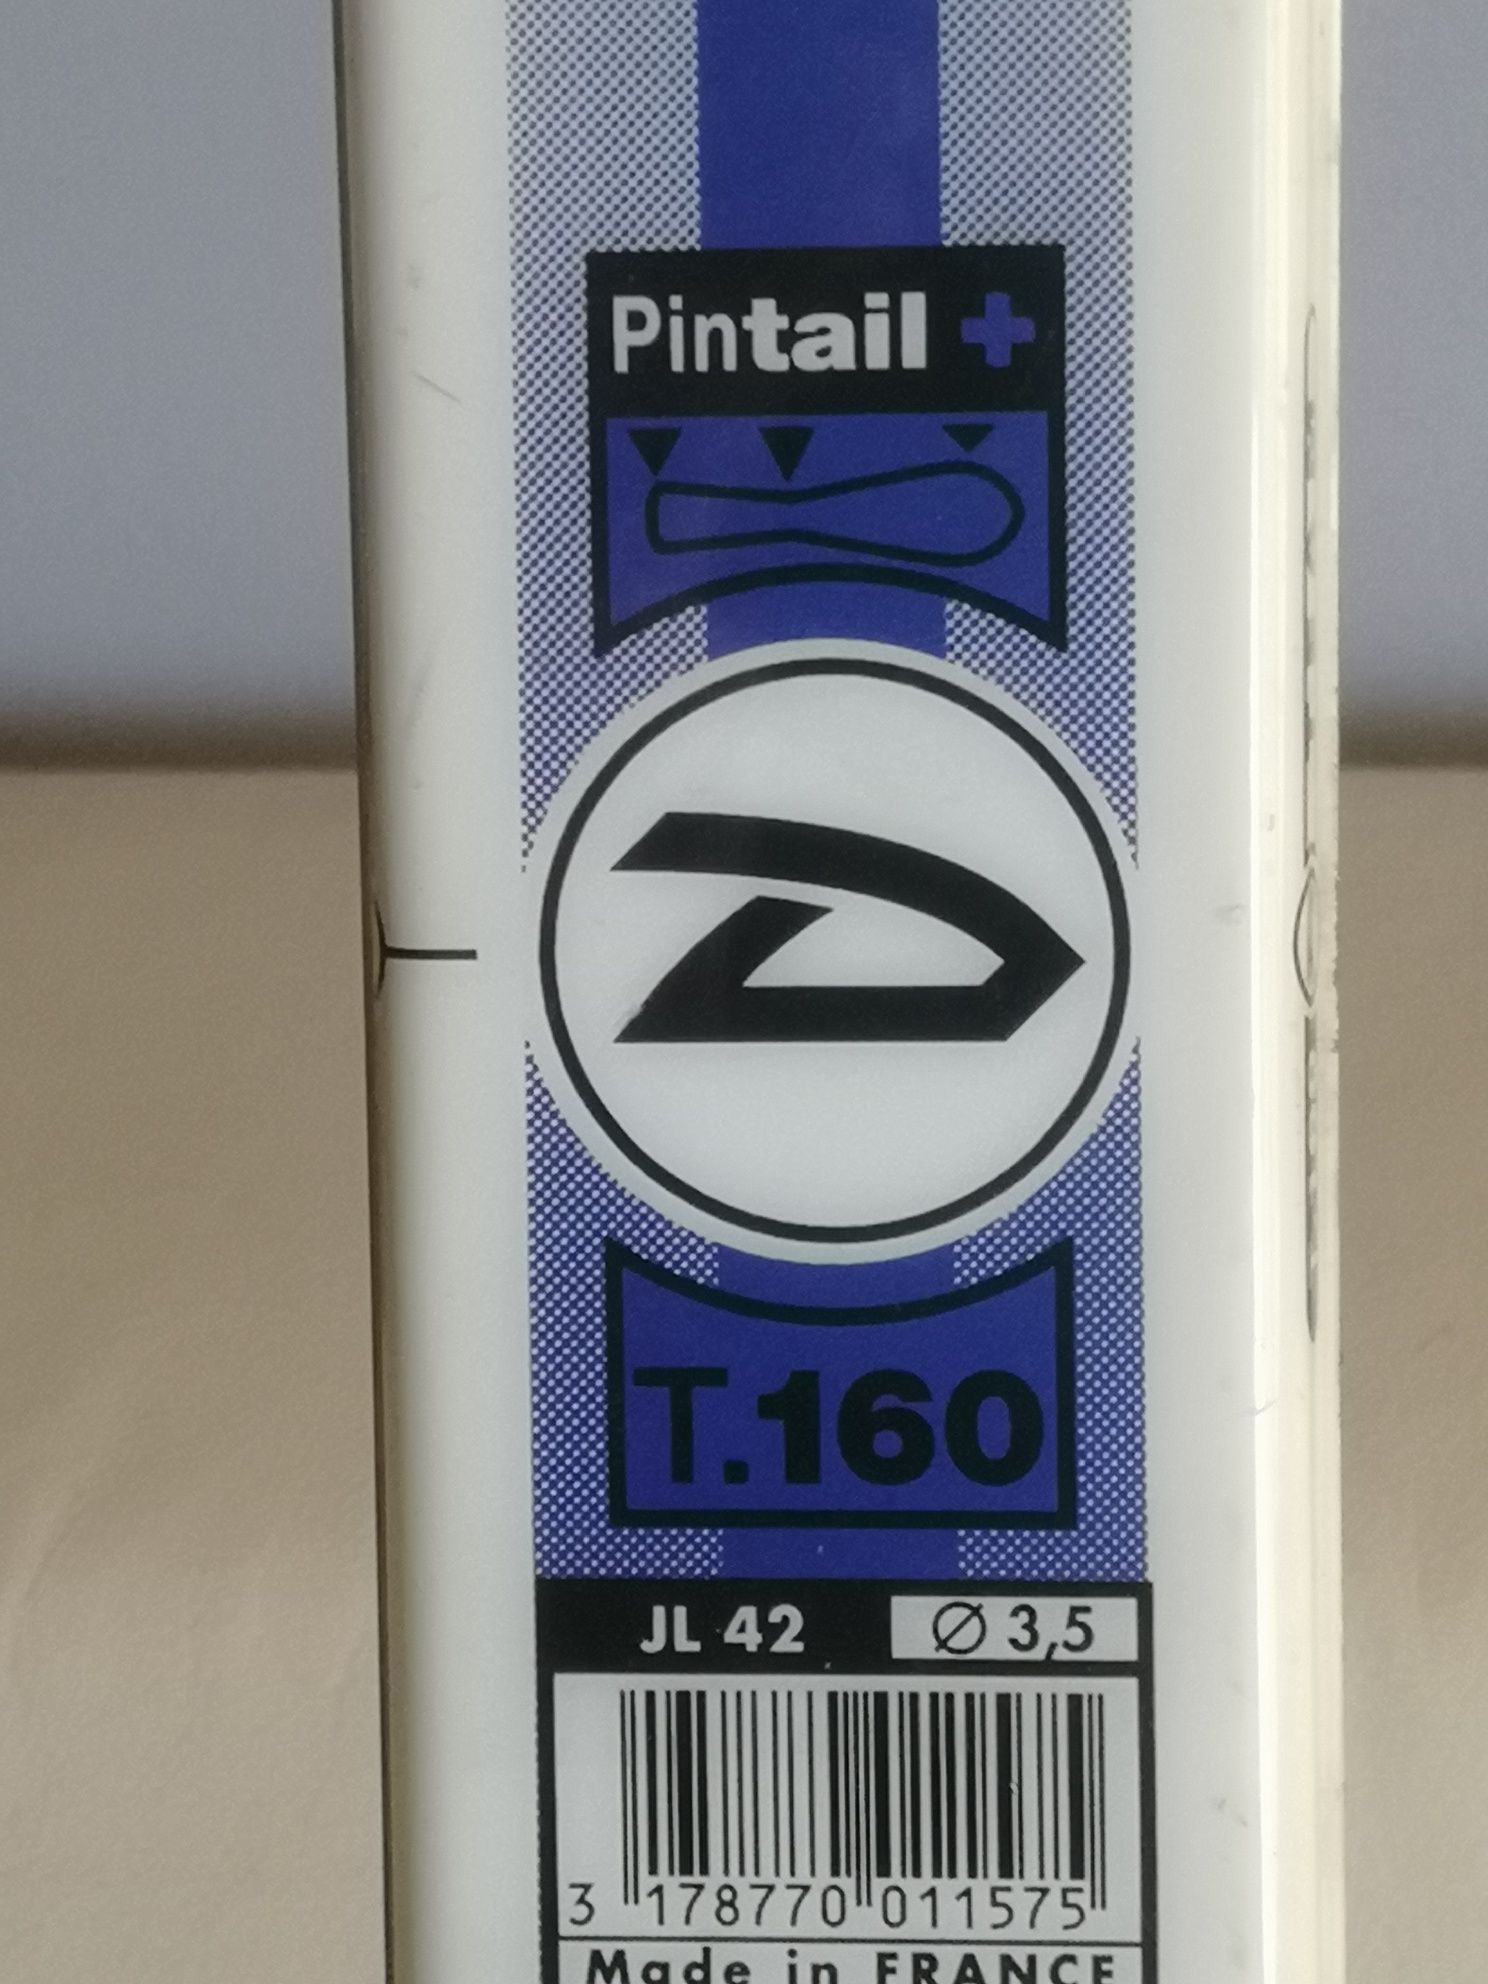 Pintail +
T.160
JL 42 Ø 3,5
3 178770 011575
Made in FRANCE